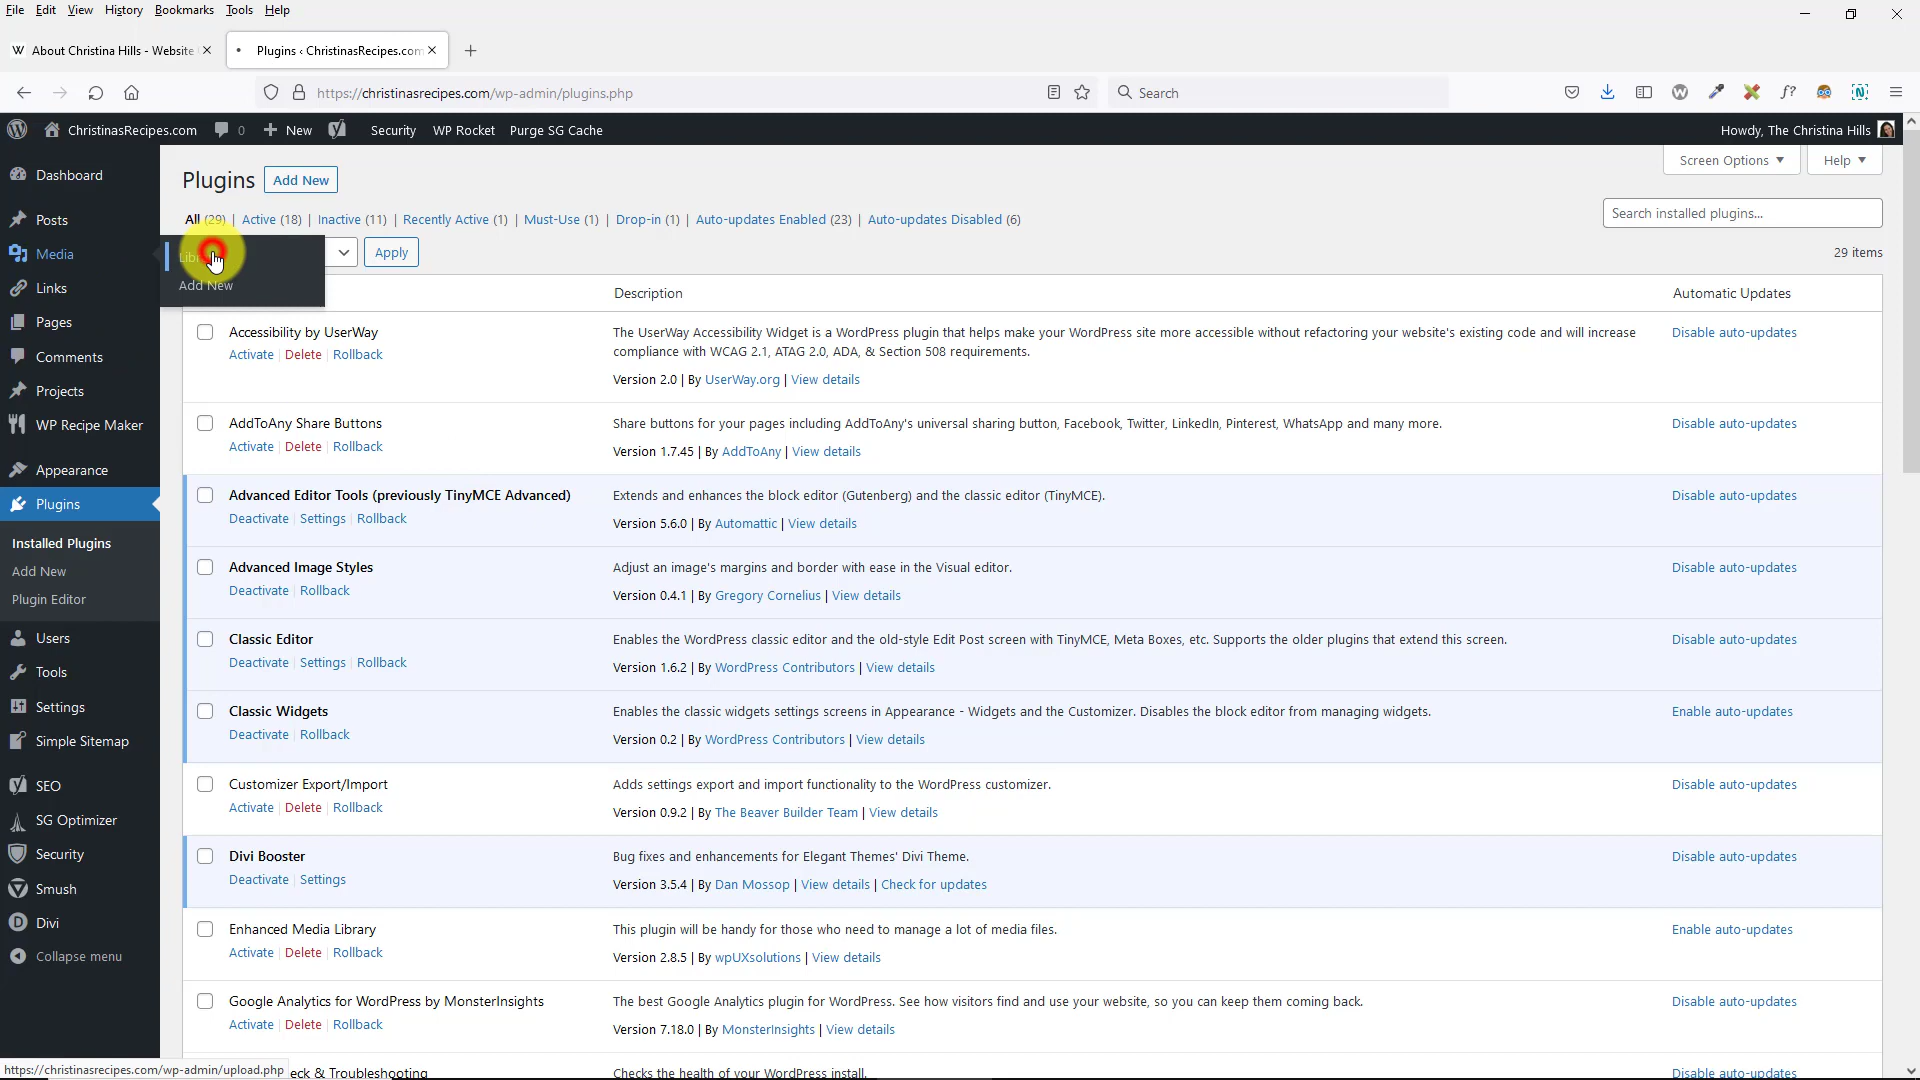 File Edit View History Bookmarks Tools Help
About Christina Hills - Website
Plugins ‹ ChristinasRecipes.com
https://christinasrecipes.com/wp-admin/plugins.php
Search
ChristinasRecipes.com 0 New Security WP Rocket Purge SG Cache Howdy, The Christina Hills
Screen Options Help
Plugins Add New
All (29) | Active (18) | Inactive (11) | Recently Active (1) | Must-Use (1) | Drop-in (1) | Auto-updates Enabled (23) | Auto-updates Disabled (6)
Search installed plugins...
Apply
29 items
Dashboard
Posts
Media
Add New
Links
Pages
Comments
Projects
WP Recipe Maker
Appearance
Plugins
Installed Plugins
Add New
Plugin Editor
Users
Tools
Settings
Simple Sitemap
SEO
SG Optimizer
Security
Smush
Divi
Collapse menu
Description Automatic Updates
Accessibility by UserWay
Activate | Delete | Rollback
The UserWay Accessibility Widget is a WordPress plugin that helps make your WordPress site more accessible without refactoring your website's existing code and will increase
compliance with WCAG 2.1, ATAG 2.0, ADA, & Section 508 requirements.
Version 2.0 | By UserWay.org | View details
Disable auto-updates
AddToAny Share Buttons
Activate | Delete | Rollback
Share buttons for your pages including AddToAny's universal sharing button, Facebook, Twitter, LinkedIn, Pinterest, WhatsApp and many more.
Version 1.7.45 | By AddToAny | View details
Disable auto-updates
Advanced Editor Tools (previously TinyMCE Advanced)
Deactivate | Settings | Rollback
Extends and enhances the block editor (Gutenberg) and the classic editor (TinyMCE).
Version 5.6.0 | By Automattic | View details
Disable auto-updates
Advanced Image Styles
Deactivate | Rollback
Adjust an image's margins and border with ease in the Visual editor.
Version 0.4.1 | By Gregory Cornelius | View details
Disable auto-updates
Classic Editor
Deactivate | Settings | Rollback
Enables the WordPress classic editor and the old-style Edit Post screen with TinyMCE, Meta Boxes, etc. Supports the older plugins that extend this screen.
Version 1.6.2 | By WordPress Contributors | View details
Disable auto-updates
Classic Widgets
Deactivate | Rollback
Enables the classic widgets settings screens in Appearance - Widgets and the Customizer. Disables the block editor from managing widgets.
Version 0.2 | By WordPress Contributors | View details
Enable auto-updates
Customizer Export/Import
Activate | Delete | Rollback
Adds settings export and import functionality to the WordPress customizer.
Version 0.9.2 | By The Beaver Builder Team | View details
Disable auto-updates
Divi Booster
Deactivate | Settings
Bug fixes and enhancements for Elegant Themes' Divi Theme.
Version 3.5.4 | By Dan Mossop | View details | Check for updates
Disable auto-updates
Enhanced Media Library
Activate | Delete | Rollback
This plugin will be handy for those who need to manage a lot of media files.
Version 2.8.5 | By wpUXsolutions | View details
Enable auto-updates
Google Analytics for WordPress by MonsterInsights
Activate | Delete | Rollback
The best Google Analytics plugin for WordPress. See how visitors find and use your website, so you can keep them coming back.
Version 7.18.0 | By MonsterInsights | View details
Disable auto-updates
eck & Troubleshooting
Checks the health of your WordPress install.
Disable auto-updates
https://christinasrecipes.com/wp-admin/upload.php